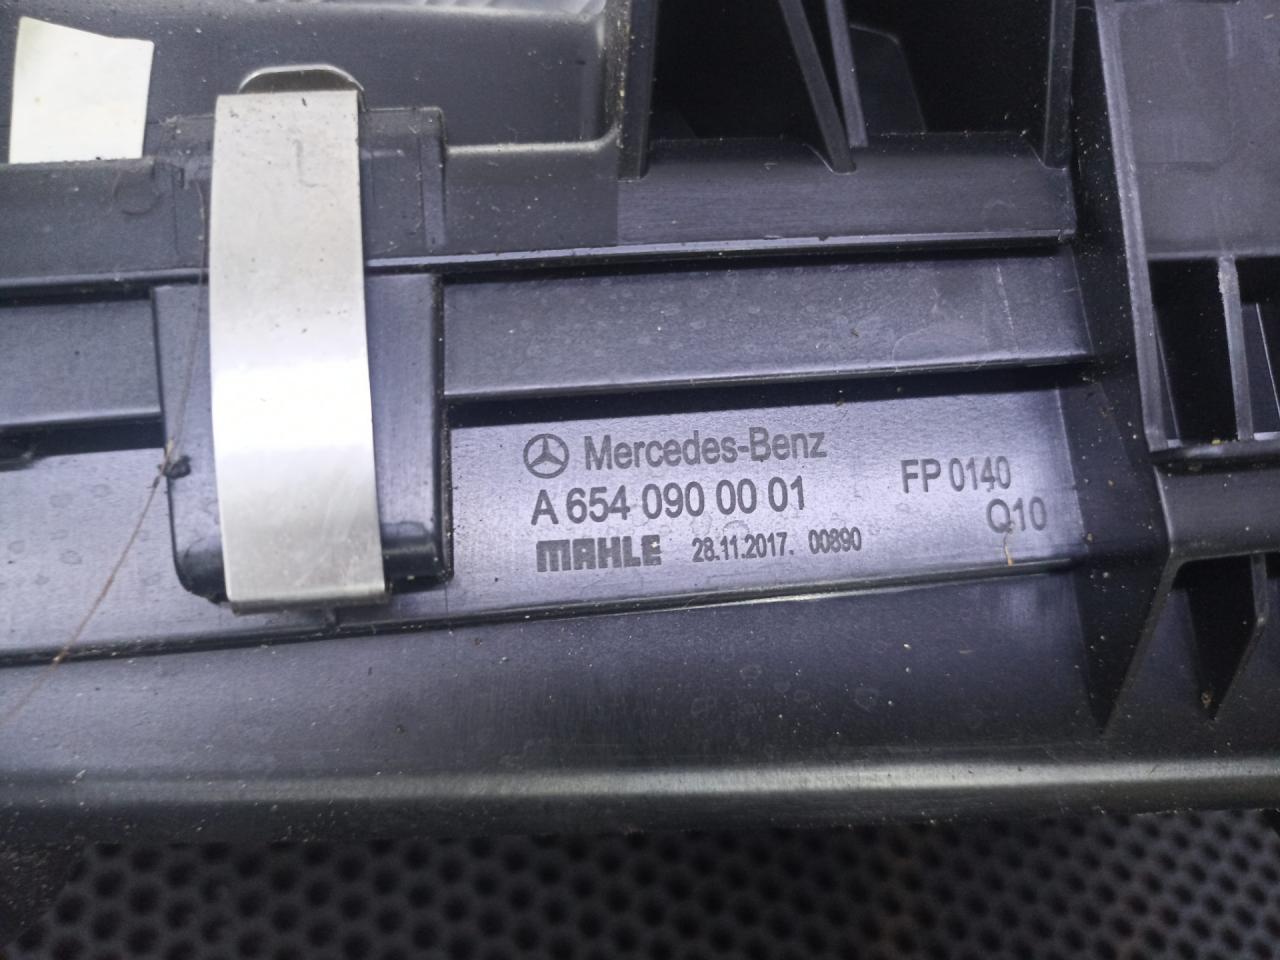 Mercedes-Benz
A 654 090 00 01
FP 0140
Q10
MAHLE 28.11.2017. 00890